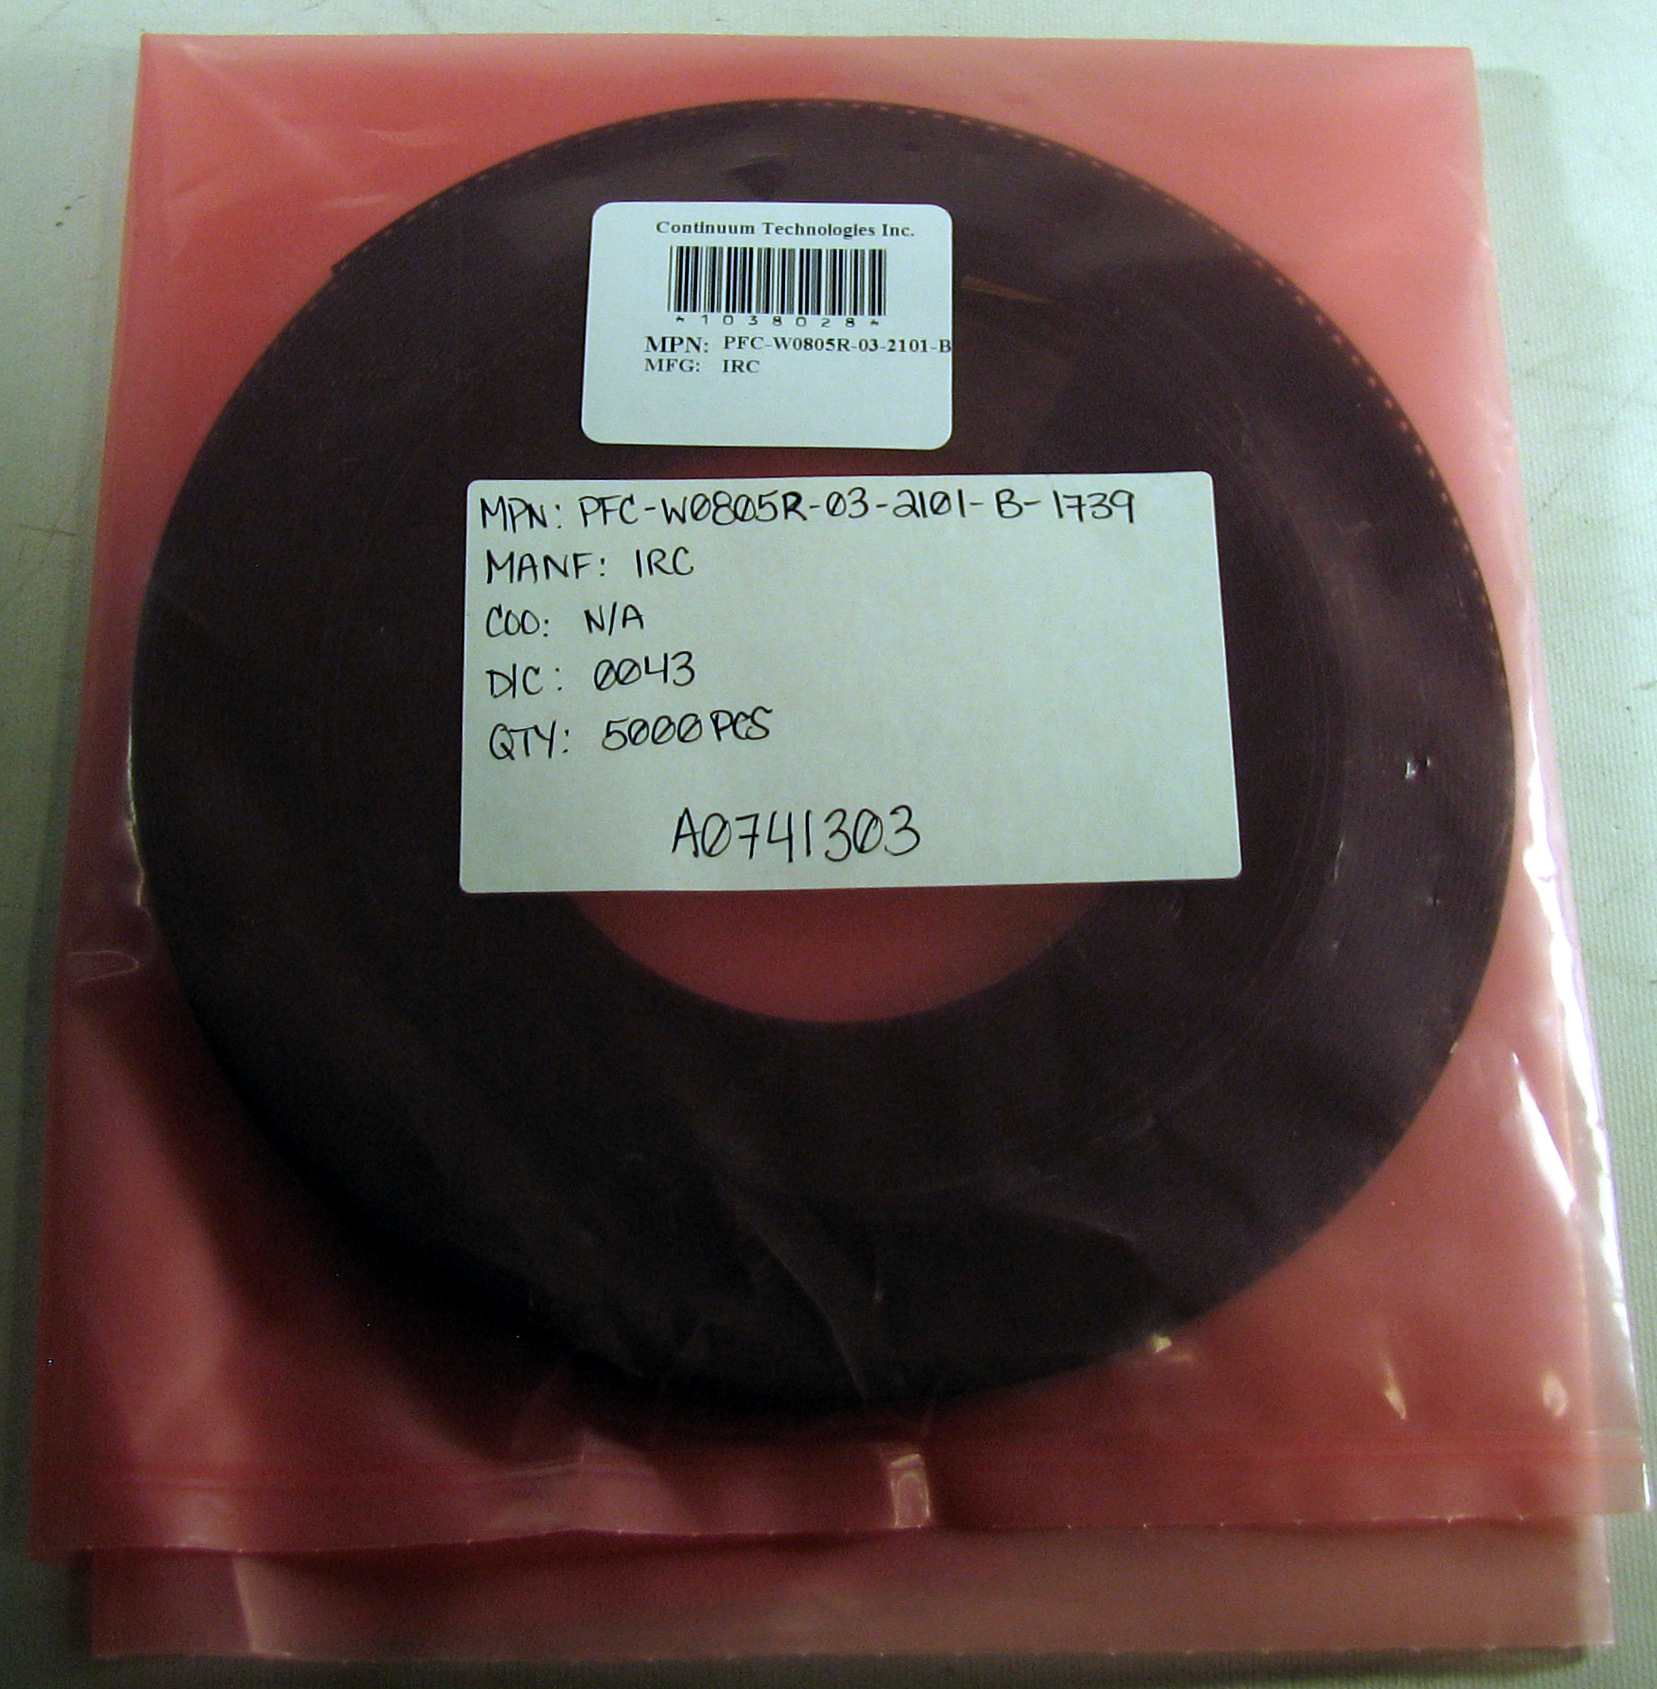 Continuum Technologies Inc.
*1038028*
MPN: PFC-W0805R-03-2101-B
MFG: IRC
MPN: PFC-W0805R-03-2101-B-1739
MANF: IRC
COO: N/A
D/C: 0043
QTY: 5000 PCS
A0741303